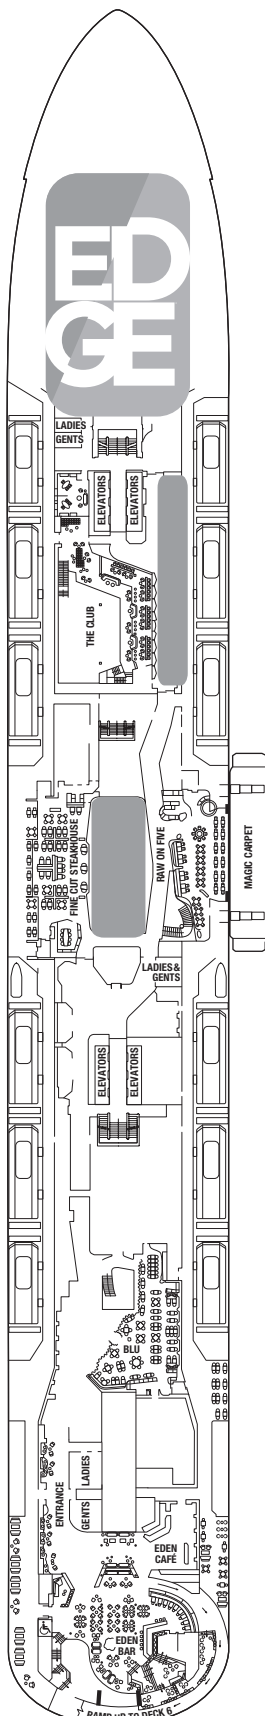 EDGE
LADIES
GENTS
ELEVATORS
ELEVATORS
THE CLUB
FINE CUT STEAKHOUSE
RAW ON FIVE
MAGIC CARPET
LADIES &
GENTS
ELEVATORS
ELEVATORS
BLU
LADIES
GENTS
ENTRANCE
EDEN
CAFÉ
EDEN
BAR
RAMP UP TO DECK 6